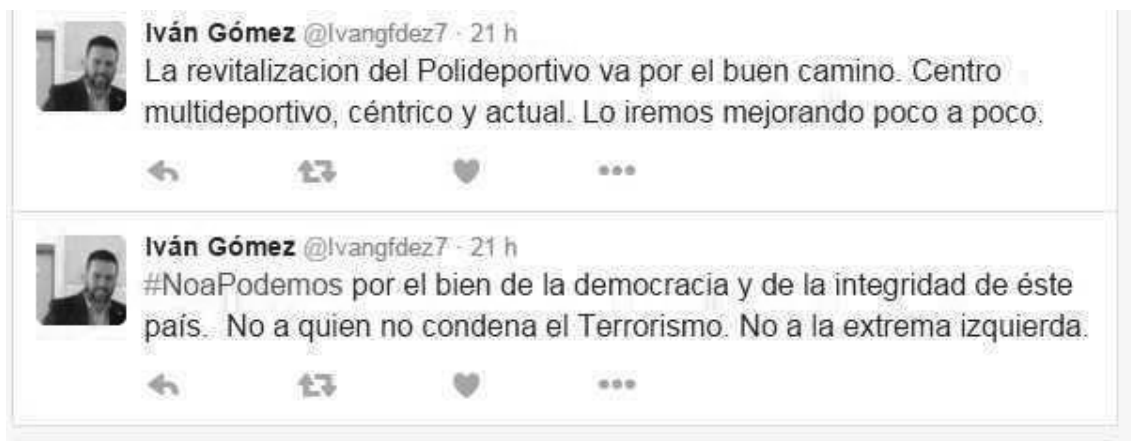 Iván Gómez @Ivangfdez7 · 21 h
La revitalizacion del Polideportivo va por el buen camino. Centro
multideportivo, céntrico y actual. Lo iremos mejorando poco a poco.
Iván Gómez @Ivangfdez7 · 21 h
#NoaPodemos por el bien de la democracia y de la integridad de éste
país. No a quien no condena el Terrorismo. No a la extrema izquierda.